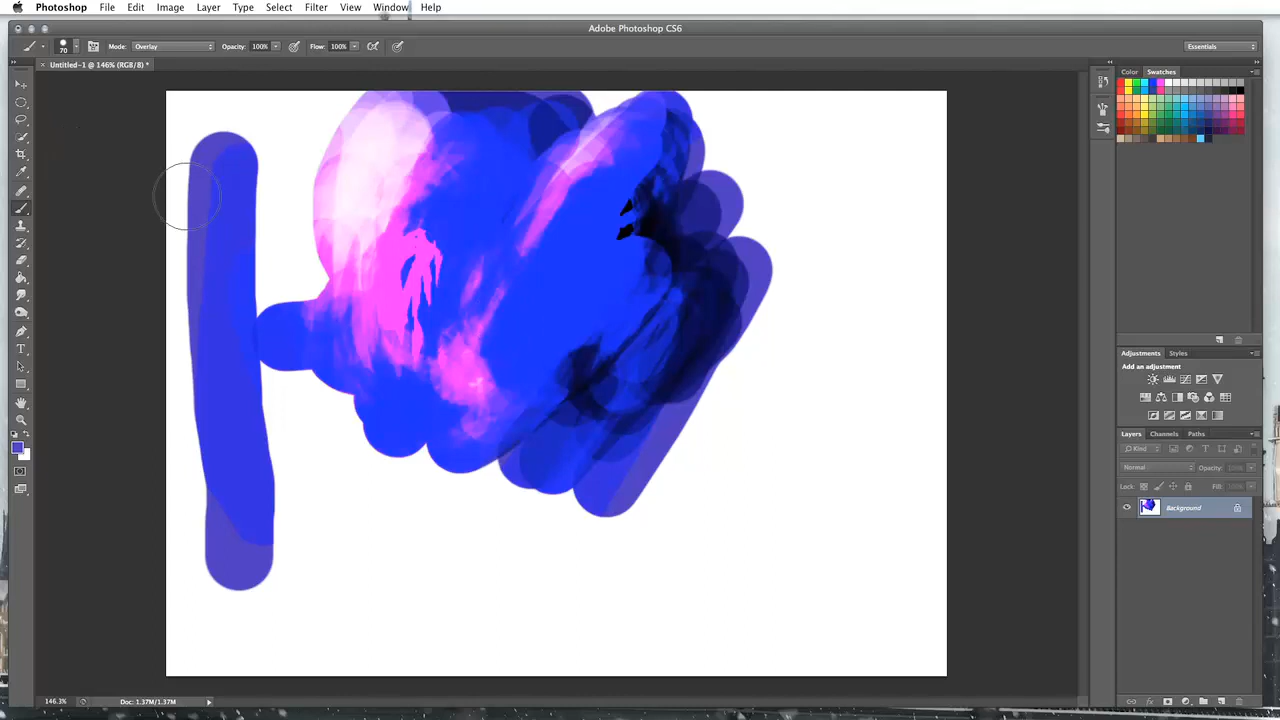 Photoshop File Edit Image Layer Type Select Filter View Window Help
Adobe Photoshop CS6
70 Mode: Overlay Opacity: 100% Flow: 100% Essentials
Untitled-1 @ 146% (RGB/8) *
Color Swatches
Adjustments Styles
Add an adjustment
Layers Channels Paths
Kind
Normal Opacity:
Lock: Fill:
Background
146.3% Doc: 1.37M/1.37M